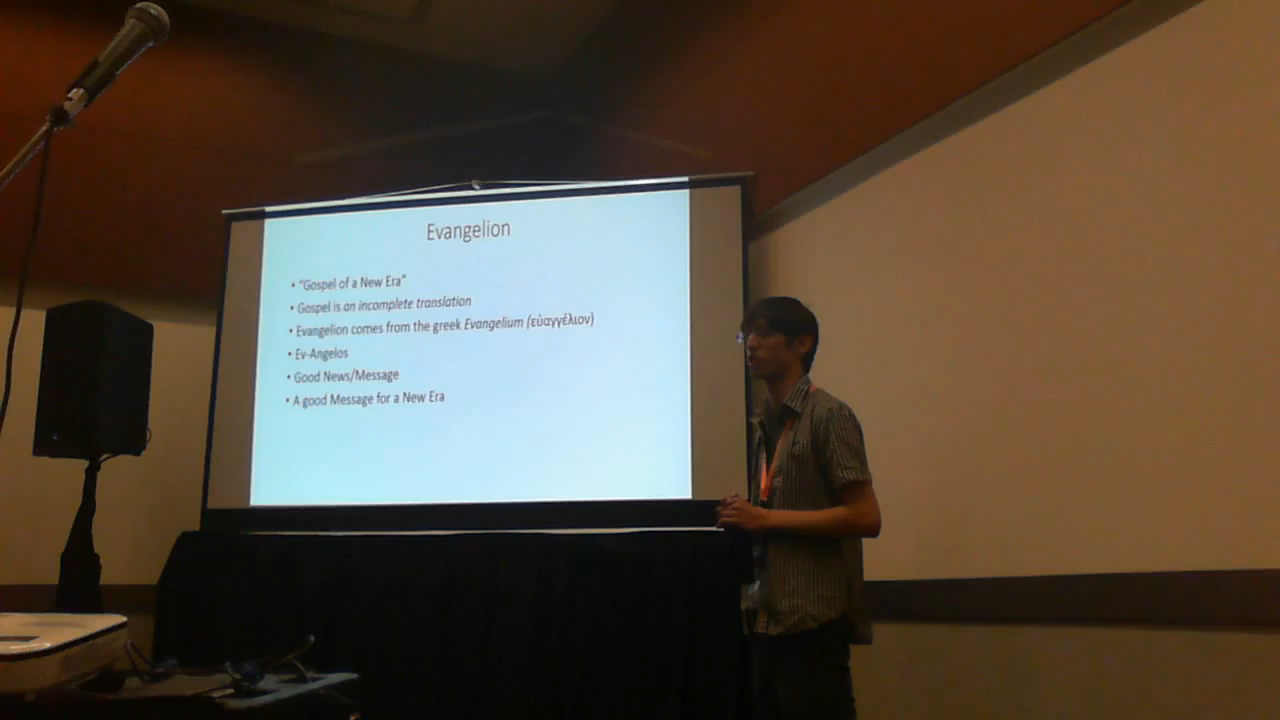 Evangelion
• "Gospel of a New Era"
• Gospel is an incomplete translation
• Evangelion comes from the greek Evangelium (εὐαγγέλιον)
• Ev-Angelos
• Good News/Message
• A good Message for a New Era